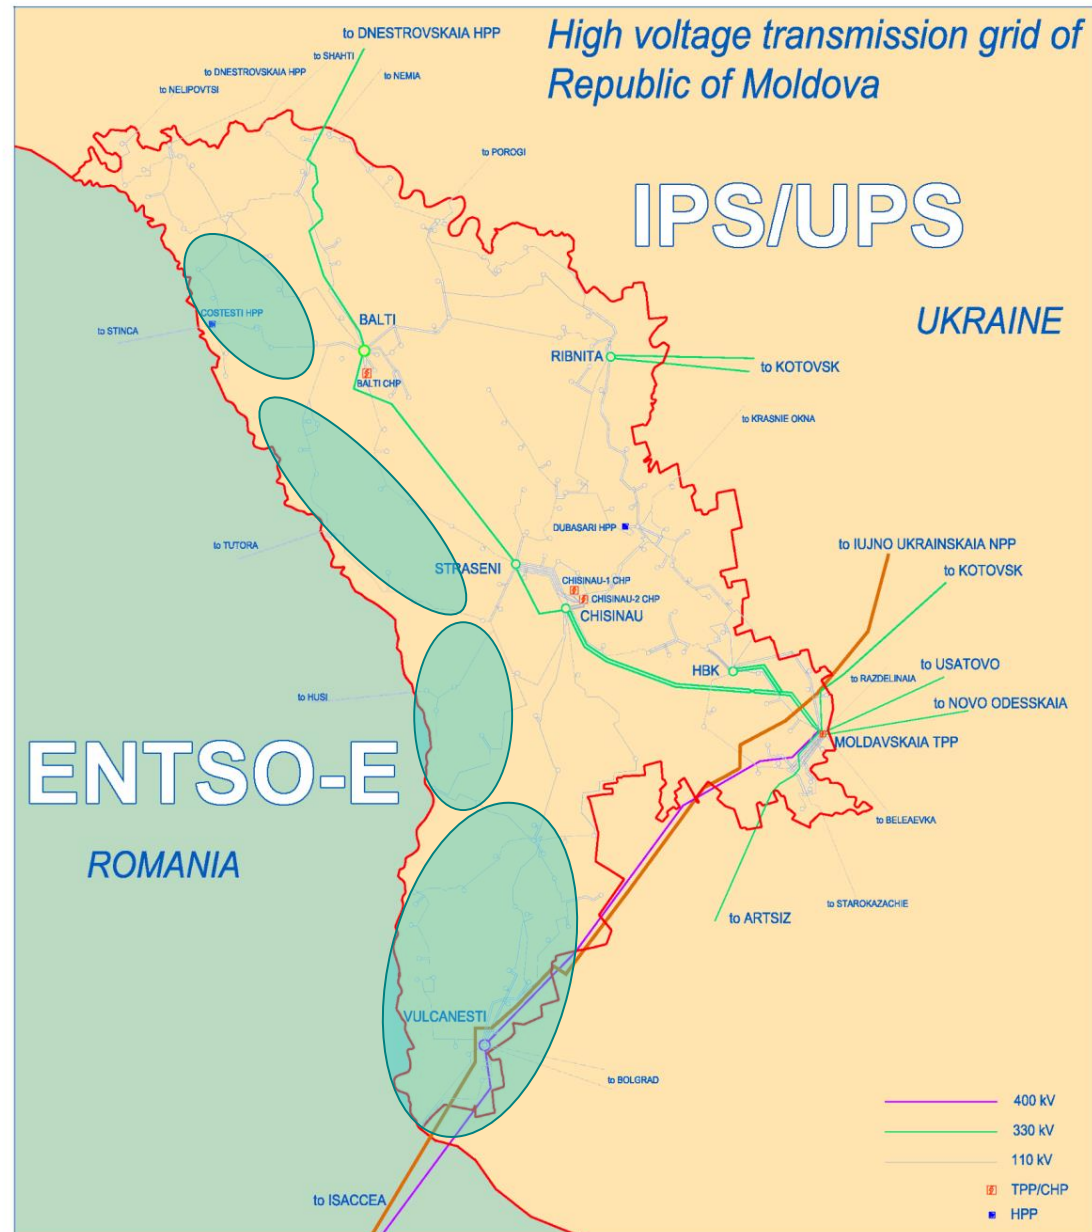 High voltage transmission grid of
Republic of Moldova
to DNESTROVSKAIA HPP
to SHAHTI
to DNESTROVSKAIA HPP
to NEMIA
to NELIPOVTSI
to POROGI
IPS/UPS
UKRAINE
COSTESTI HPP
to STINCA
BALTI
BALTI CHP
RIBNITA
to KOTOVSK
to KRASNIE OKNA
DUBASARI HPP
to TUTORA
STRASENI
to IUJNO UKRAINSKAIA NPP
to KOTOVSK
CHISINAU-1 CHP
CHISINAU-2 CHP
CHISINAU
HBK
to USATOVO
to RAZDELINAIA
to HUSI
to NOVO ODESSKAIA
MOLDAVSKAIA TPP
ENTSO-E
to BELEAEVKA
ROMANIA
to STAROKAZACHIE
to ARTSIZ
VULCANESTI
to BOLGRAD
400 kV
330 kV
110 kV
TPP/CHP
HPP
to ISACCEA